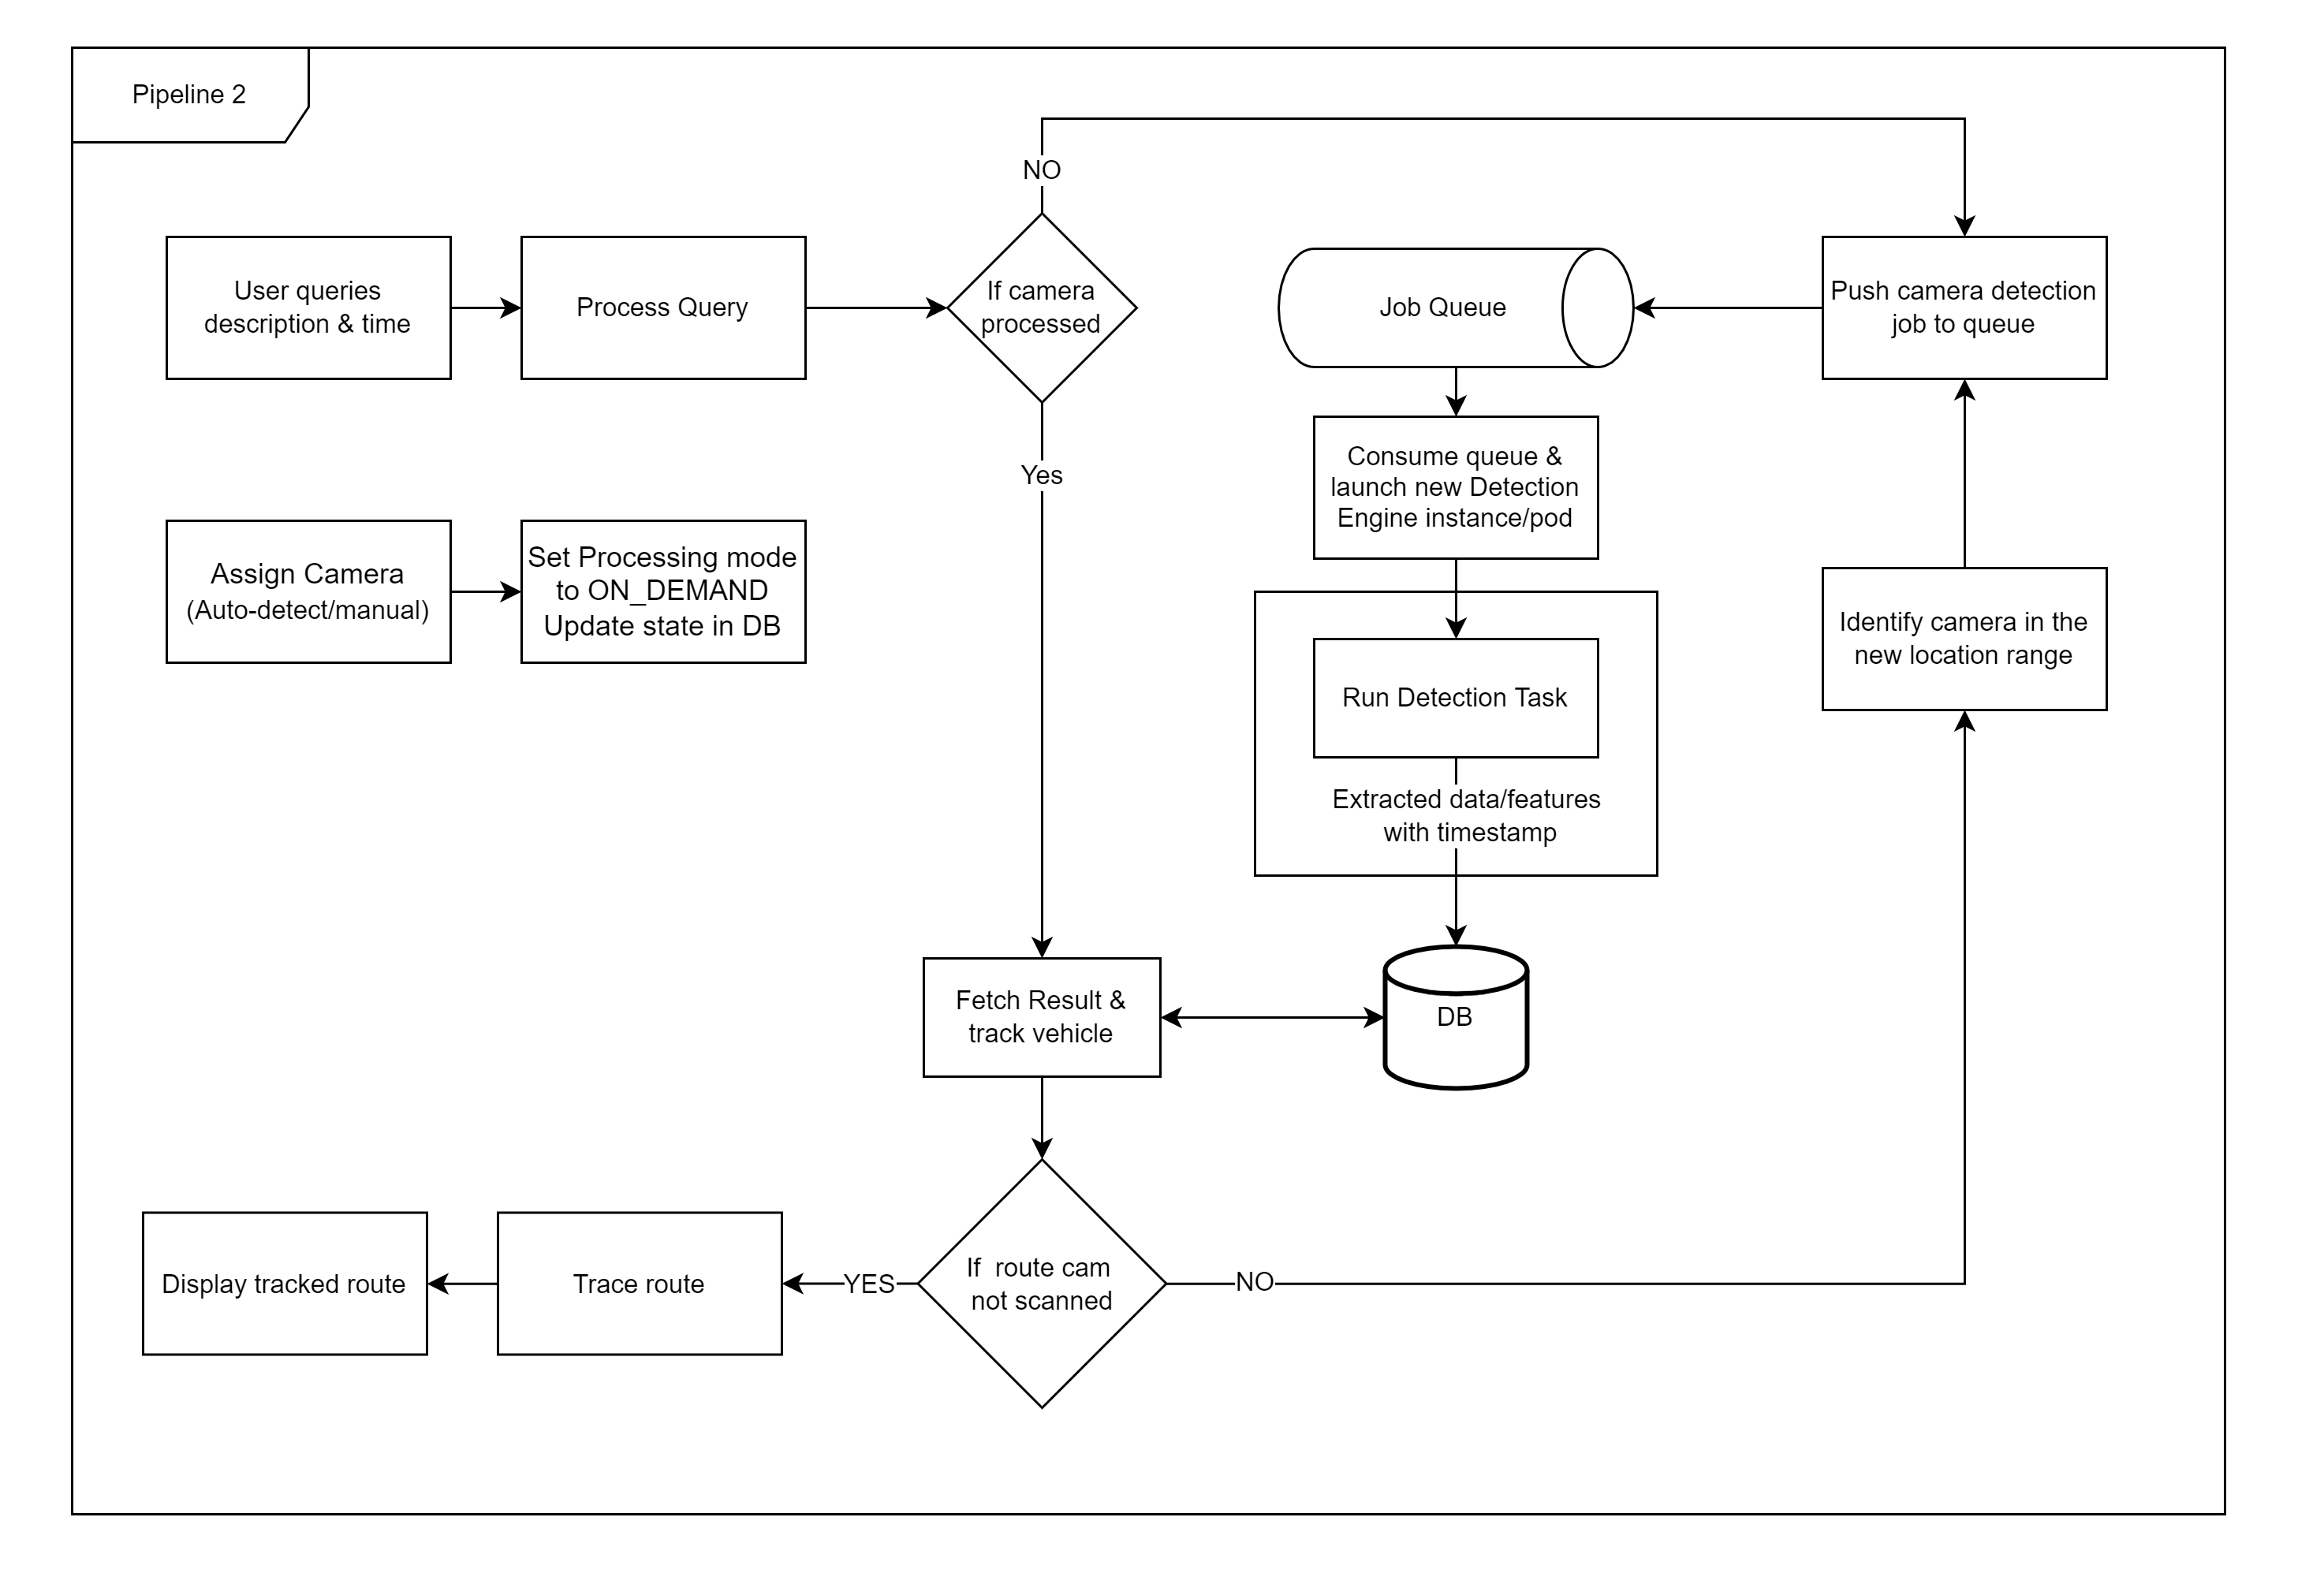 Pipeline 2
NO
User queries
description & time
Process Query
If camera
processed
Job Queue
Push camera detection
job to queue
Yes
Consume queue &
launch new Detection
Engine instance/pod
Assign Camera
(Auto-detect/manual)
Set Processing mode
to ON_DEMAND
Update state in DB
Identify camera in the
new location range
Run Detection Task
Extracted data/features
with timestamp
Fetch Result &
track vehicle
DB
Display tracked route
Trace route
YES
If route cam
not scanned
NO